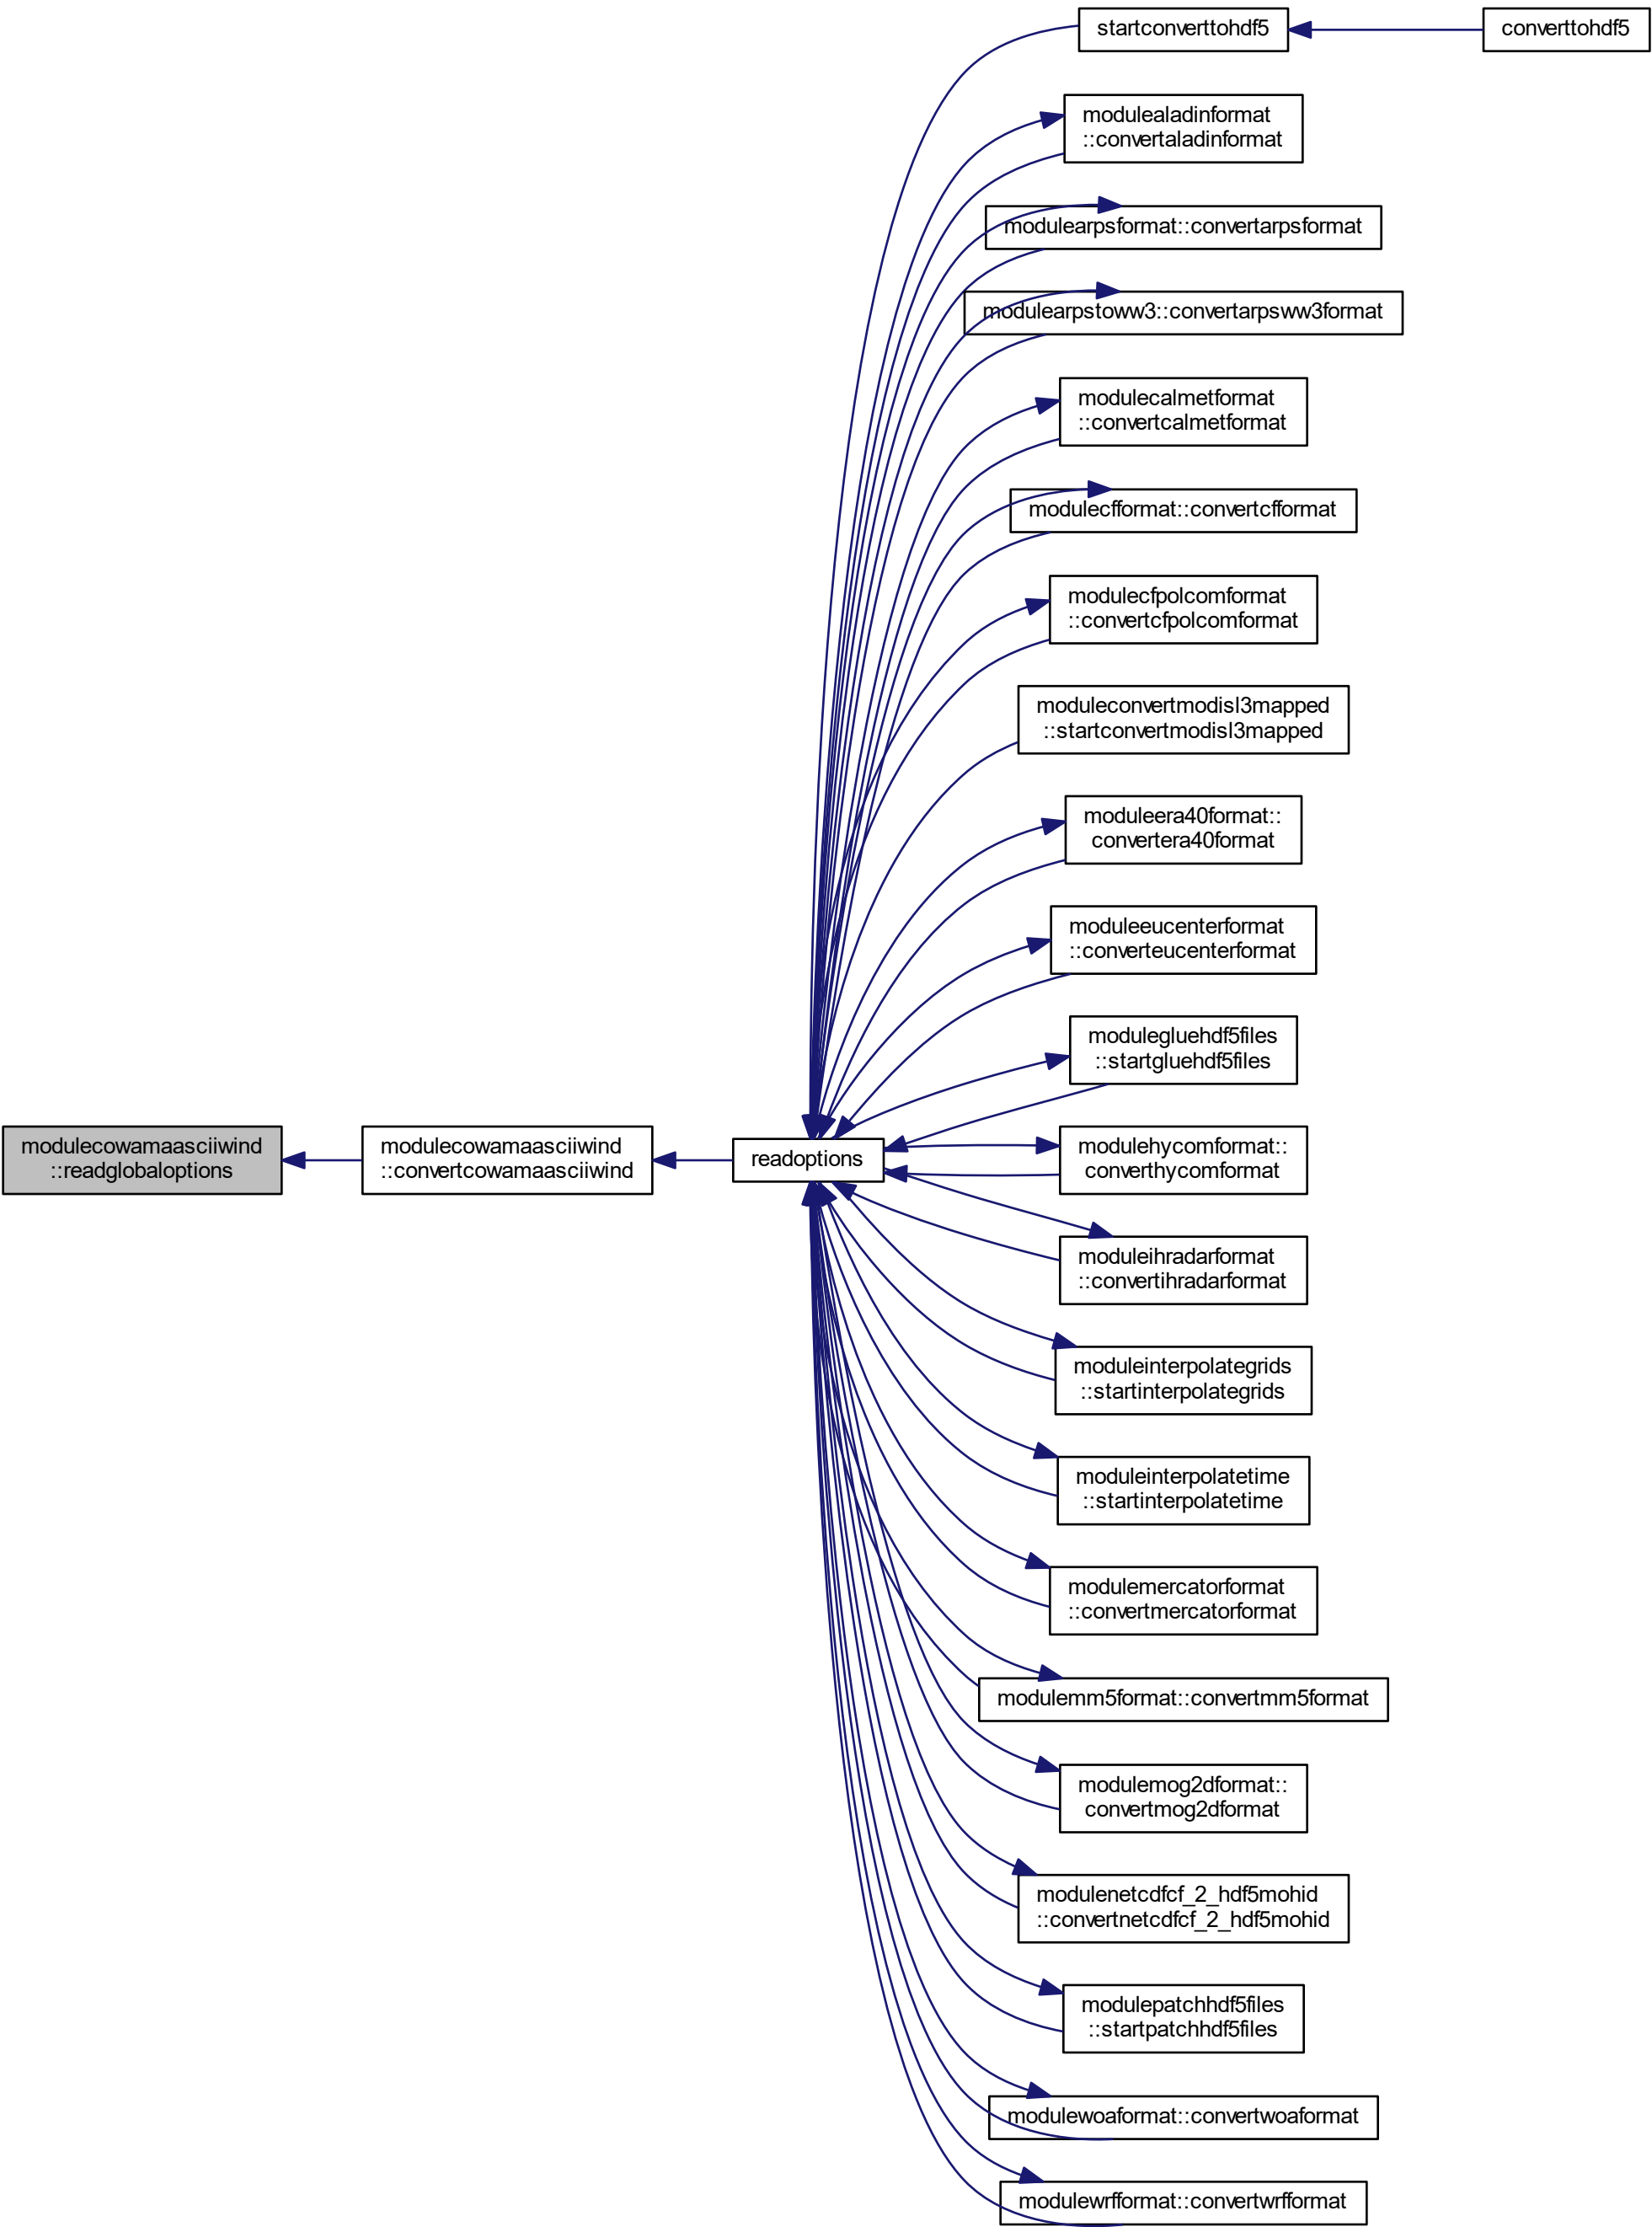 startconverttohdf5
converttohdf5
modulealadinformat
::convertaladinformat
modulearpsformat::convertarpsformat
modulearpstoww3::convertarpsww3format
modulecalmetformat
::convertcalmetformat
modulecfformat::convertcfformat
modulecfpolcomformat
::convertcfpolcomformat
moduleconvertmodisl3mapped
::startconvertmodisl3mapped
moduleera40format::
convertera40format
moduleeucenterformat
::converteucenterformat
modulegluehdf5files
::startgluehdf5files
modulecowamaasciiwind
::readglobaloptions
modulecowamaasciiwind
::convertcowamaasciiwind
readoptions
modulehycomformat::
converthycomformat
moduleihradarformat
::convertihradarformat
moduleinterpolategrids
::startinterpolategrids
moduleinterpolatetime
::startinterpolatetime
modulemercatorformat
::convertmercatorformat
modulemm5format::convertmm5format
modulemog2dformat::
convertmog2dformat
modulenetcdfcf_2_hdf5mohid
::convertnetcdfcf_2_hdf5mohid
modulepatchhdf5files
::startpatchhdf5files
modulewoaformat::convertwoaformat
modulewrfformat::convertwrfformat